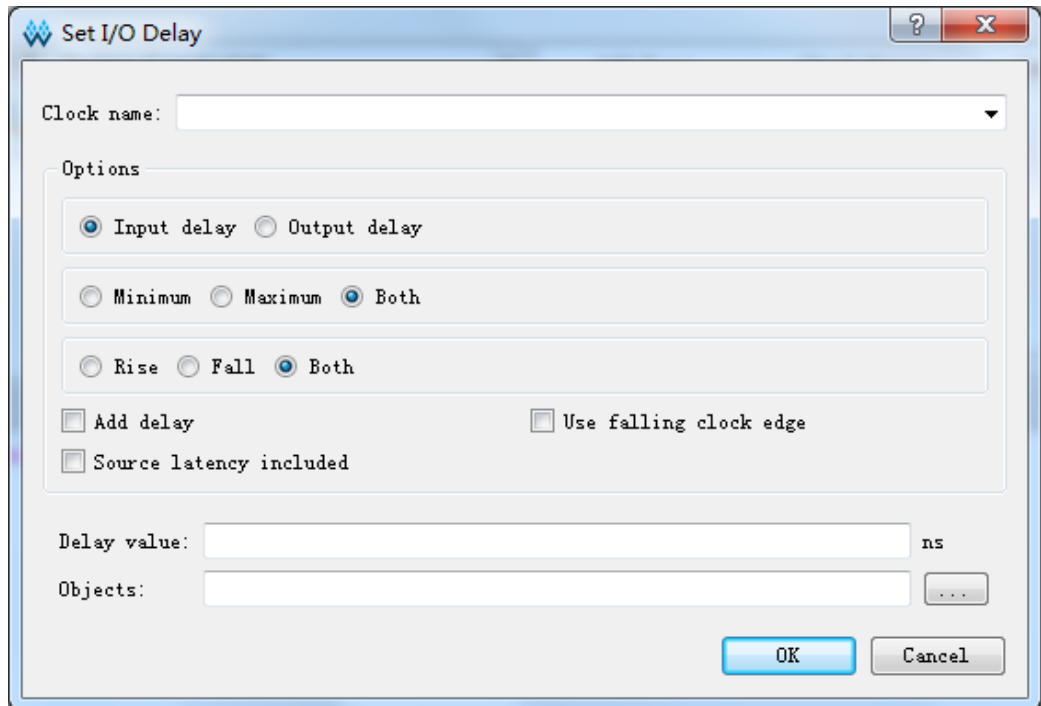 Set I/O Delay
?
Clock name:
Options
Input delay Output delay
Minimum Maximum Both
Rise Fall Both
Add delay Use falling clock edge
Source latency included
Delay value: ns
Objects: ...
OK Cancel